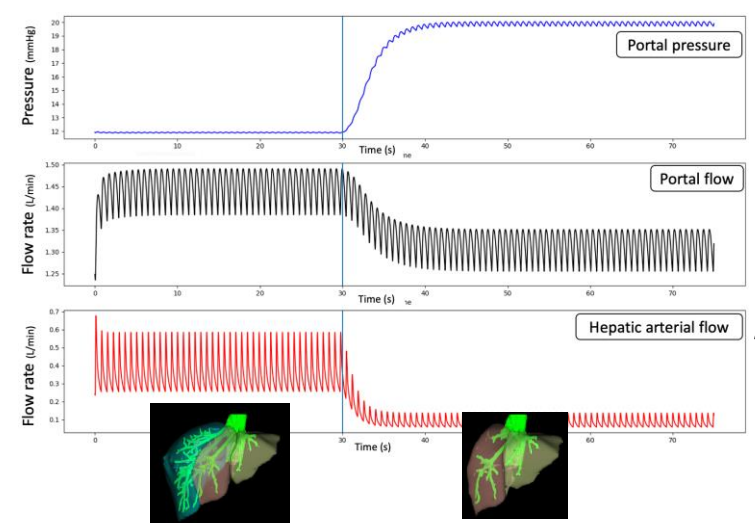 20
19
18
17
16
15
14
13
12
Pressure (mmHg)
Portal pressure
0 10 20 30 40 50 60 70
Time (s) ne
1.50
1.45
1.40
1.35
1.30
1.25
Flow rate (L/min)
Portal flow
0 10 20 30 40 50 60 70
Time (s) ne
0.7
0.6
0.5
0.4
0.3
0.2
0.1
Flow rate (L/min)
Hepatic arterial flow
0 30 40 60 70
Time (s)